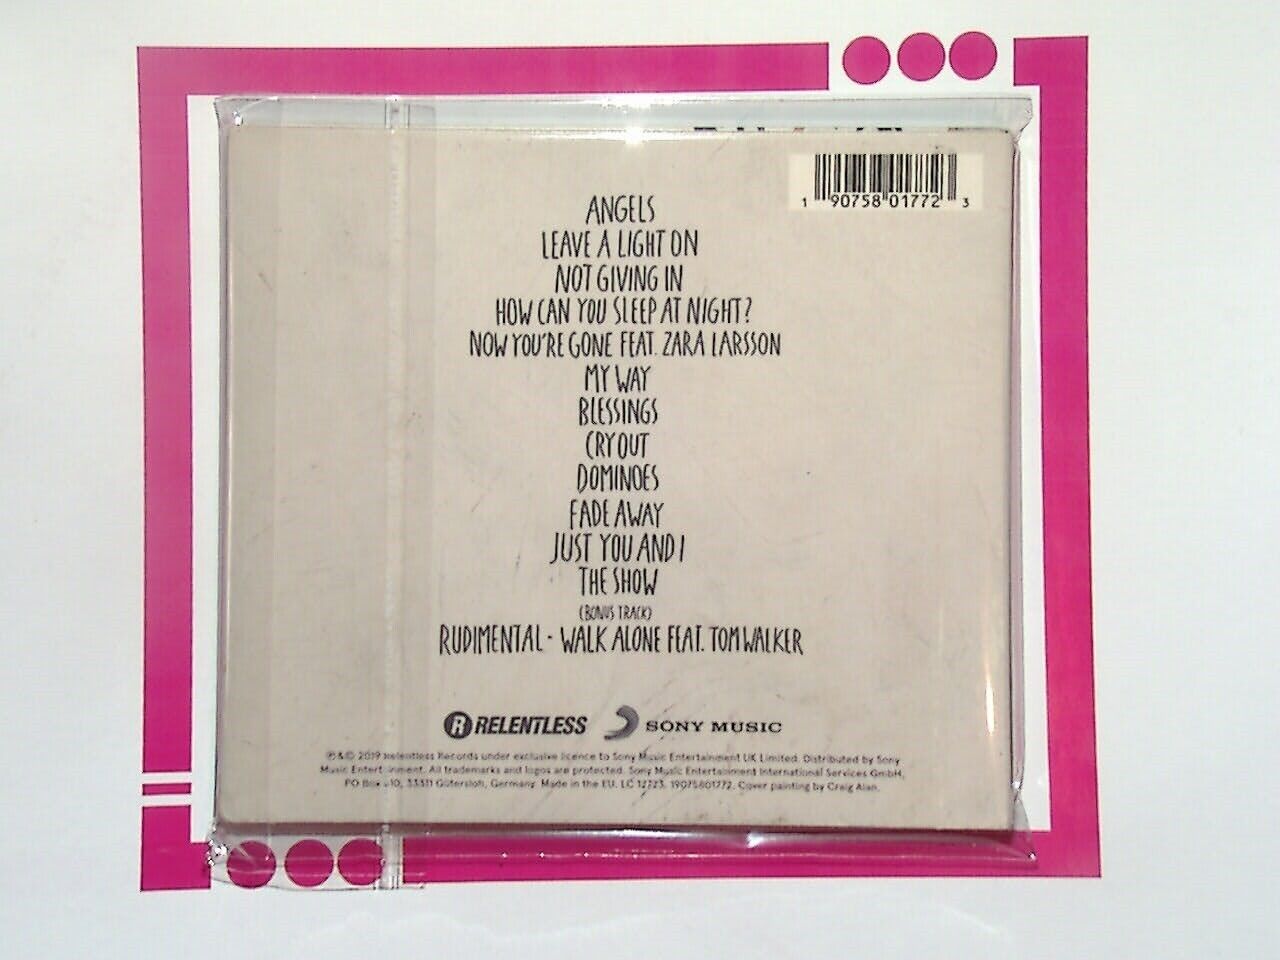 1 90758 01772 3
ANGELS
LEAVE A LIGHT ON
NOT GIVING IN
HOW CAN YOU SLEEP AT NIGHT?
NOW YOU'RE GONE FEAT. ZARA LARSSON
MY WAY
BLESSINGS
CRY OUT
DOMINOES
FADE AWAY
JUST YOU AND I
THE SHOW
(BONUS TRACK)
RUDIMENTAL - WALK ALONE FEAT. TOM WALKER
R RELENTLESS SONY MUSIC
℗&© 2019 Relentless Records under exclusive licence to Sony Music Entertainment UK Limited. Distributed by Sony
Music Entertainment. All trademarks and logos are protected. Sony Music Entertainment International Services GmbH,
PO Box 33311 Gütersloh, Germany. Made in the EU. LC 12723. 19075801772. Cover painting by Craig Alan.